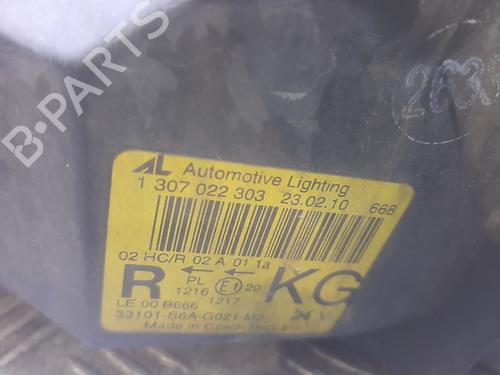 B-PARTS
AL Automotive Lighting
1 307 022 303 23.02.10 668
02 HC/R 02 A 01 1a
R PL E1 20 KG
1216 1217
LE 00 B666
33101-S6A-G021-M2 V
Made in Czech Republic